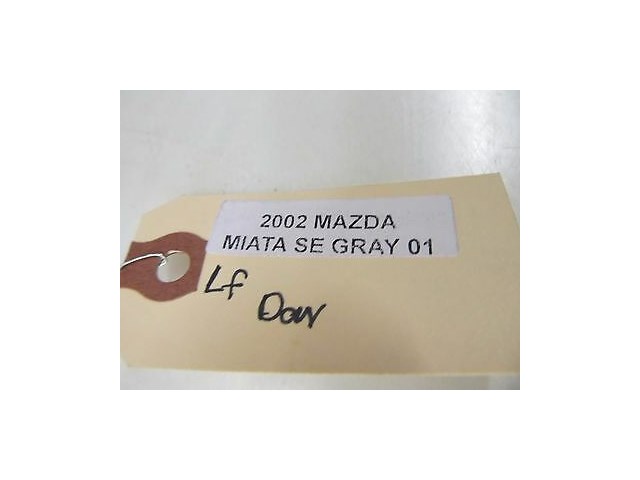 2002 MAZDA
MIATA SE GRAY 01
Lf
Door